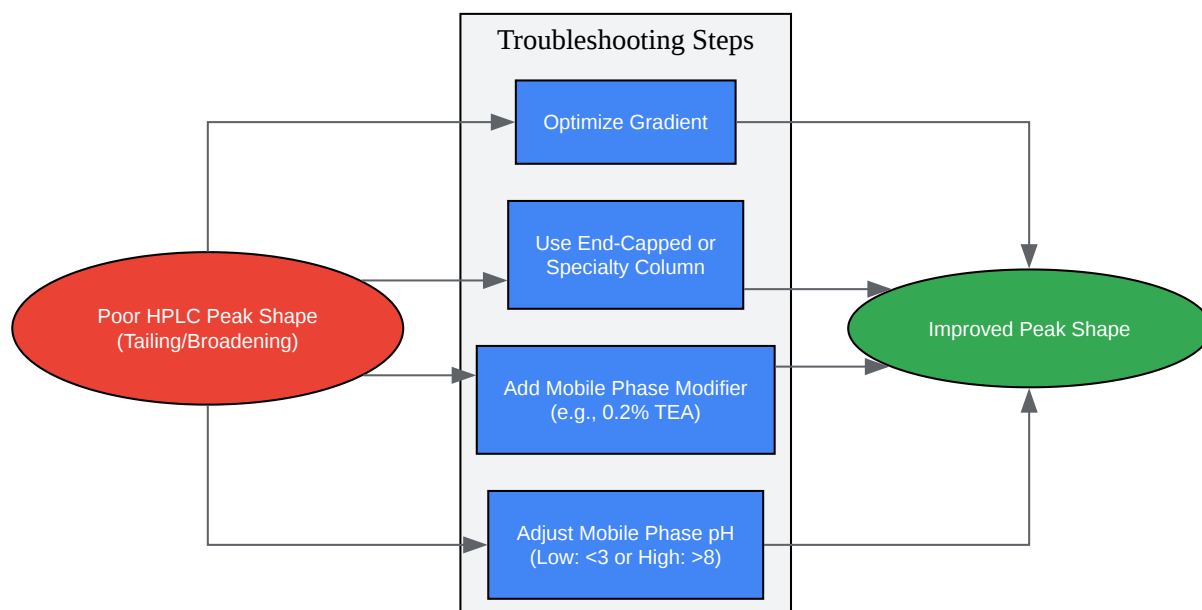 Troubleshooting Steps
Optimize Gradient
Use End-Capped or
Specialty Column
Poor HPLC Peak Shape
(Tailing/Broadening)
Improved Peak Shape
Add Mobile Phase Modifier
(e.g., 0.2% TEA)
Adjust Mobile Phase pH
(Low: <3 or High: >8)